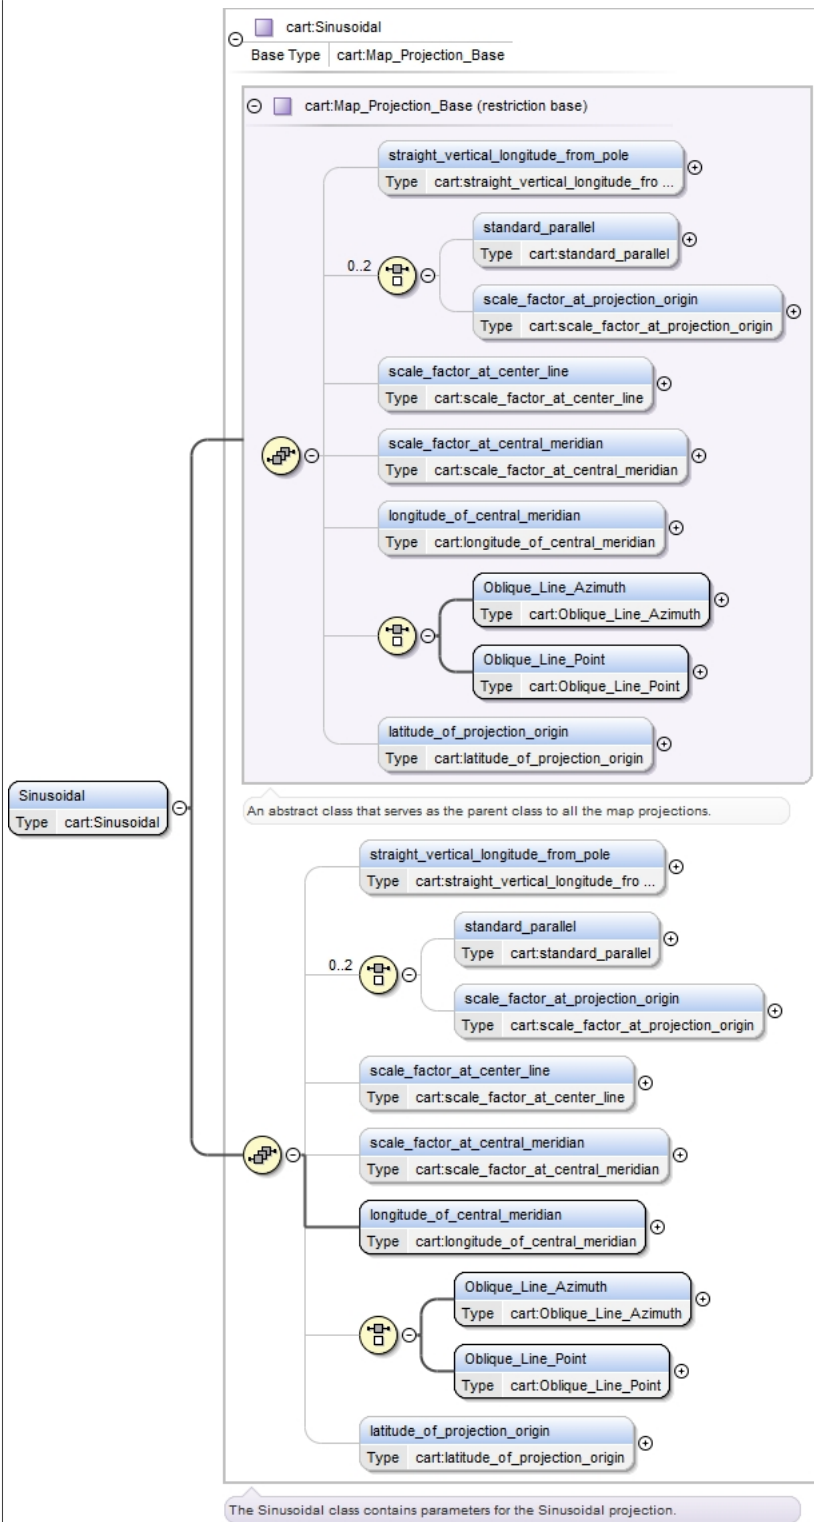 cart:Sinusoidal
Base Type cart:Map_Projection_Base
cart:Map_Projection_Base (restriction base)
straight_vertical_longitude_from_pole
Type cart:straight_vertical_longitude_fro ...
0..2
standard_parallel
Type cart:standard_parallel
scale_factor_at_projection_origin
Type cart:scale_factor_at_projection_origin
scale_factor_at_center_line
Type cart:scale_factor_at_center_line
scale_factor_at_central_meridian
Type cart:scale_factor_at_central_meridian
longitude_of_central_meridian
Type cart:longitude_of_central_meridian
Oblique_Line_Azimuth
Type cart:Oblique_Line_Azimuth
Oblique_Line_Point
Type cart:Oblique_Line_Point
latitude_of_projection_origin
Type cart:latitude_of_projection_origin
Sinusoidal
Type cart:Sinusoidal
An abstract class that serves as the parent class to all the map projections.
straight_vertical_longitude_from_pole
Type cart:straight_vertical_longitude_fro ...
0..2
standard_parallel
Type cart:standard_parallel
scale_factor_at_projection_origin
Type cart:scale_factor_at_projection_origin
scale_factor_at_center_line
Type cart:scale_factor_at_center_line
scale_factor_at_central_meridian
Type cart:scale_factor_at_central_meridian
longitude_of_central_meridian
Type cart:longitude_of_central_meridian
Oblique_Line_Azimuth
Type cart:Oblique_Line_Azimuth
Oblique_Line_Point
Type cart:Oblique_Line_Point
latitude_of_projection_origin
Type cart:latitude_of_projection_origin
The Sinusoidal class contains parameters for the Sinusoidal projection.